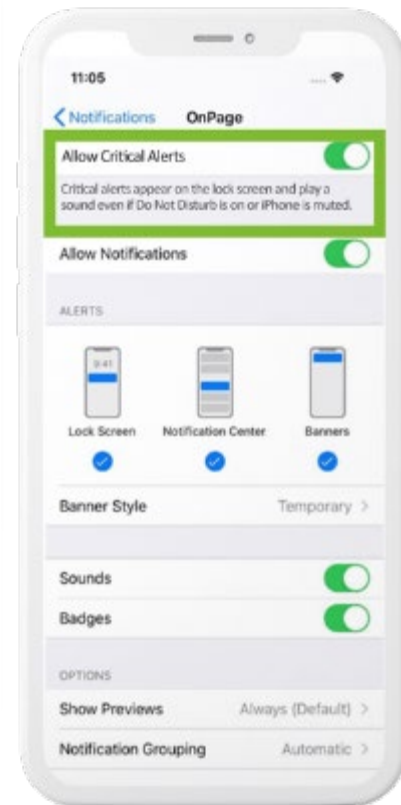 11:05
Notifications OnPage
Allow Critical Alerts
Critical alerts appear on the lock screen and play a
sound even if Do Not Disturb is on or iPhone is muted.
Allow Notifications
ALERTS
9:41
Lock Screen Notification Center Banners
Banner Style Temporary
Sounds
Badges
OPTIONS
Show Previews Always (Default)
Notification Grouping Automatic